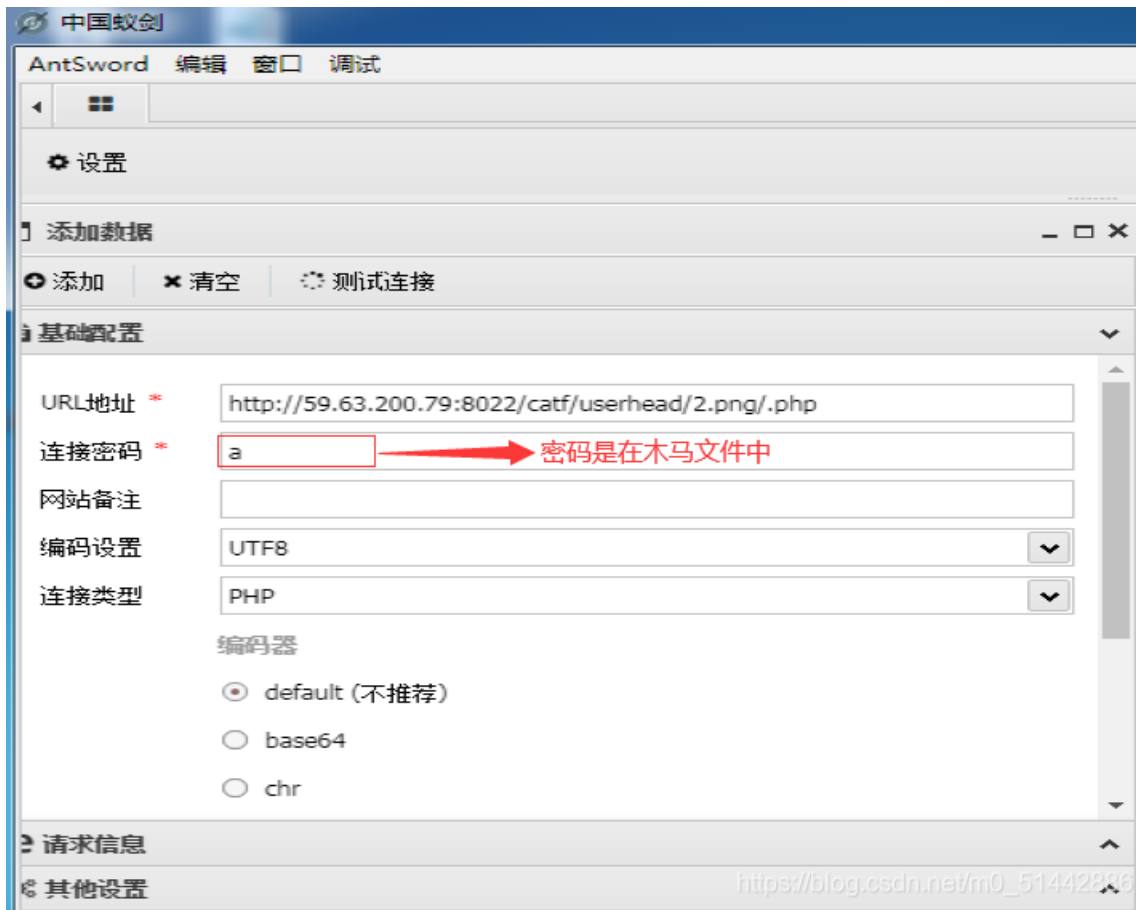 中国蚁剑
AntSword 编辑 窗口 调试
设置
添加数据
添加 清空 测试连接
基础配置
URL地址 * http://59.63.200.79:8022/catf/userhead/2.png/.php
连接密码 * a 密码是在木马文件中
网站备注
编码设置 UTF8
连接类型 PHP
编码器
default (不推荐)
base64
chr
请求信息
其他设置
https://blog.csdn.net/m0_51442886